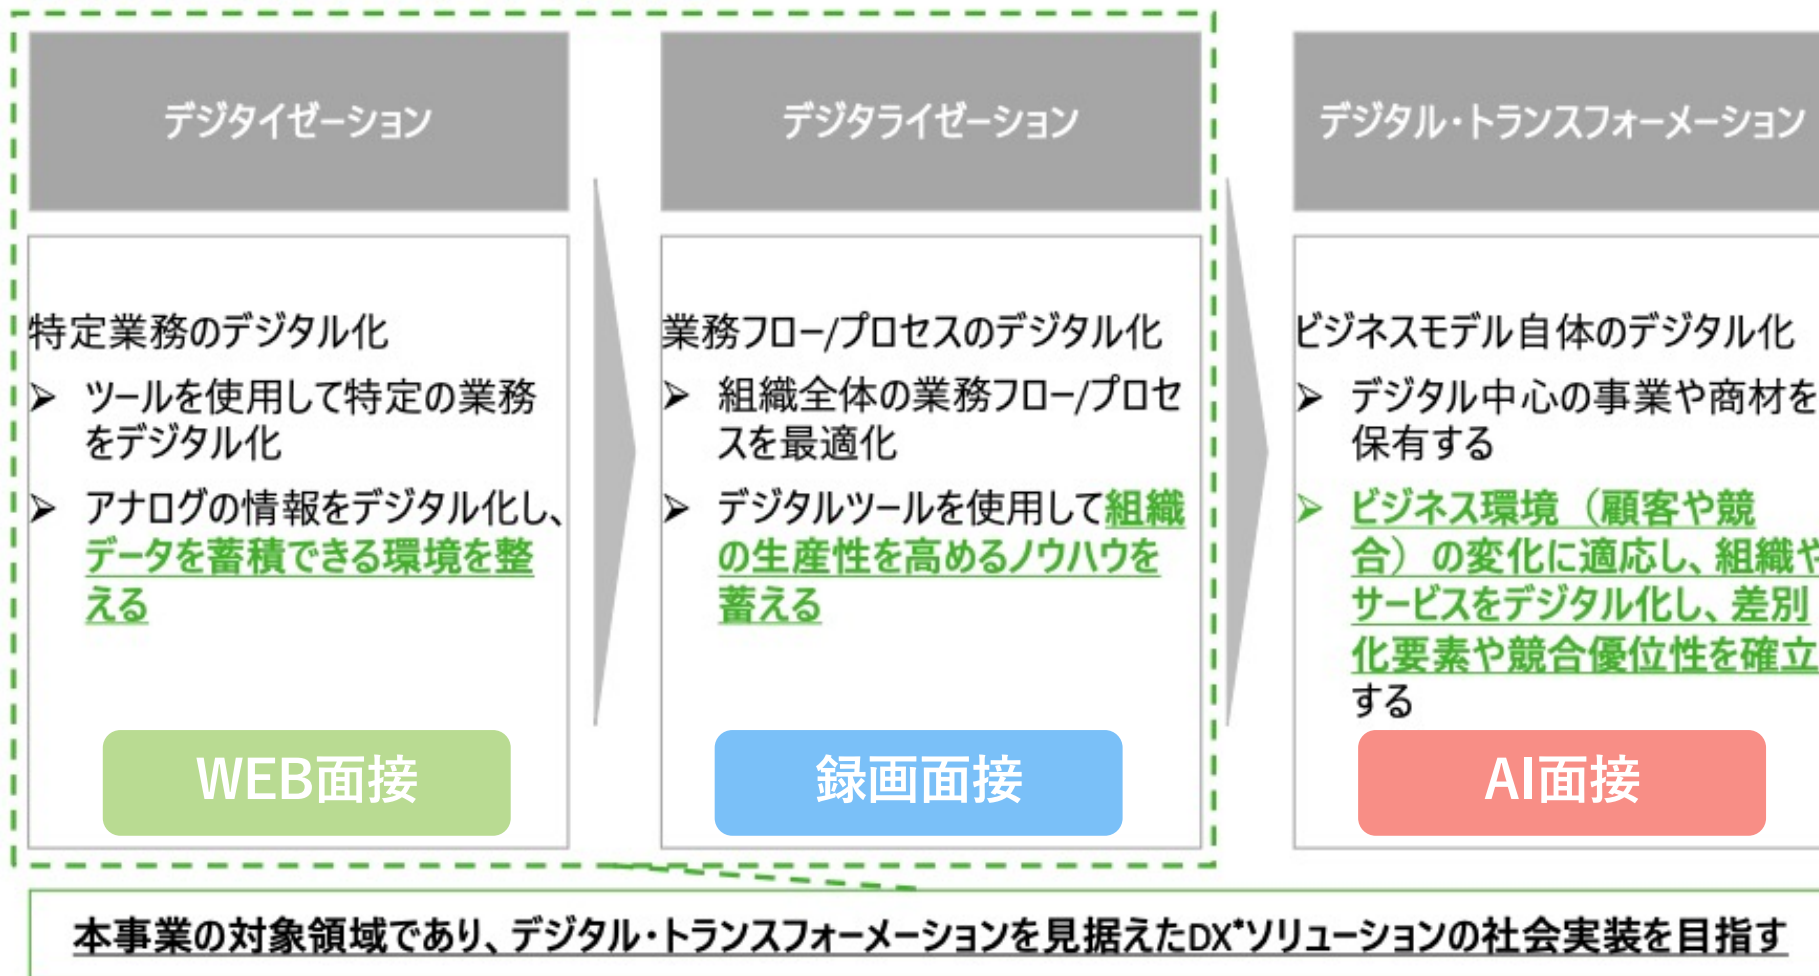 デジタイゼーション
特定業務のデジタル化
➢ ツールを使用して特定の業務
をデジタル化
➢ アナログの情報をデジタル化し、
データを蓄積できる環境を整
える
WEB面接
デジタライゼーション
業務フロー/プロセスのデジタル化
➢ 組織全体の業務フロー/プロセ
スを最適化
➢ デジタルツールを使用して組織
の生産性を高めるノウハウを
蓄える
録画面接
デジタル・トランスフォーメーション
ビジネスモデル自体のデジタル化
➢ デジタル中心の事業や商材を
保有する
➢ ビジネス環境（顧客や競
合）の変化に適応し、組織や
サービスをデジタル化し、差別
化要素や競合優位性を確立
する
AI面接
本事業の対象領域であり、デジタル・トランスフォーメーションを見据えたDX*ソリューションの社会実装を目指す